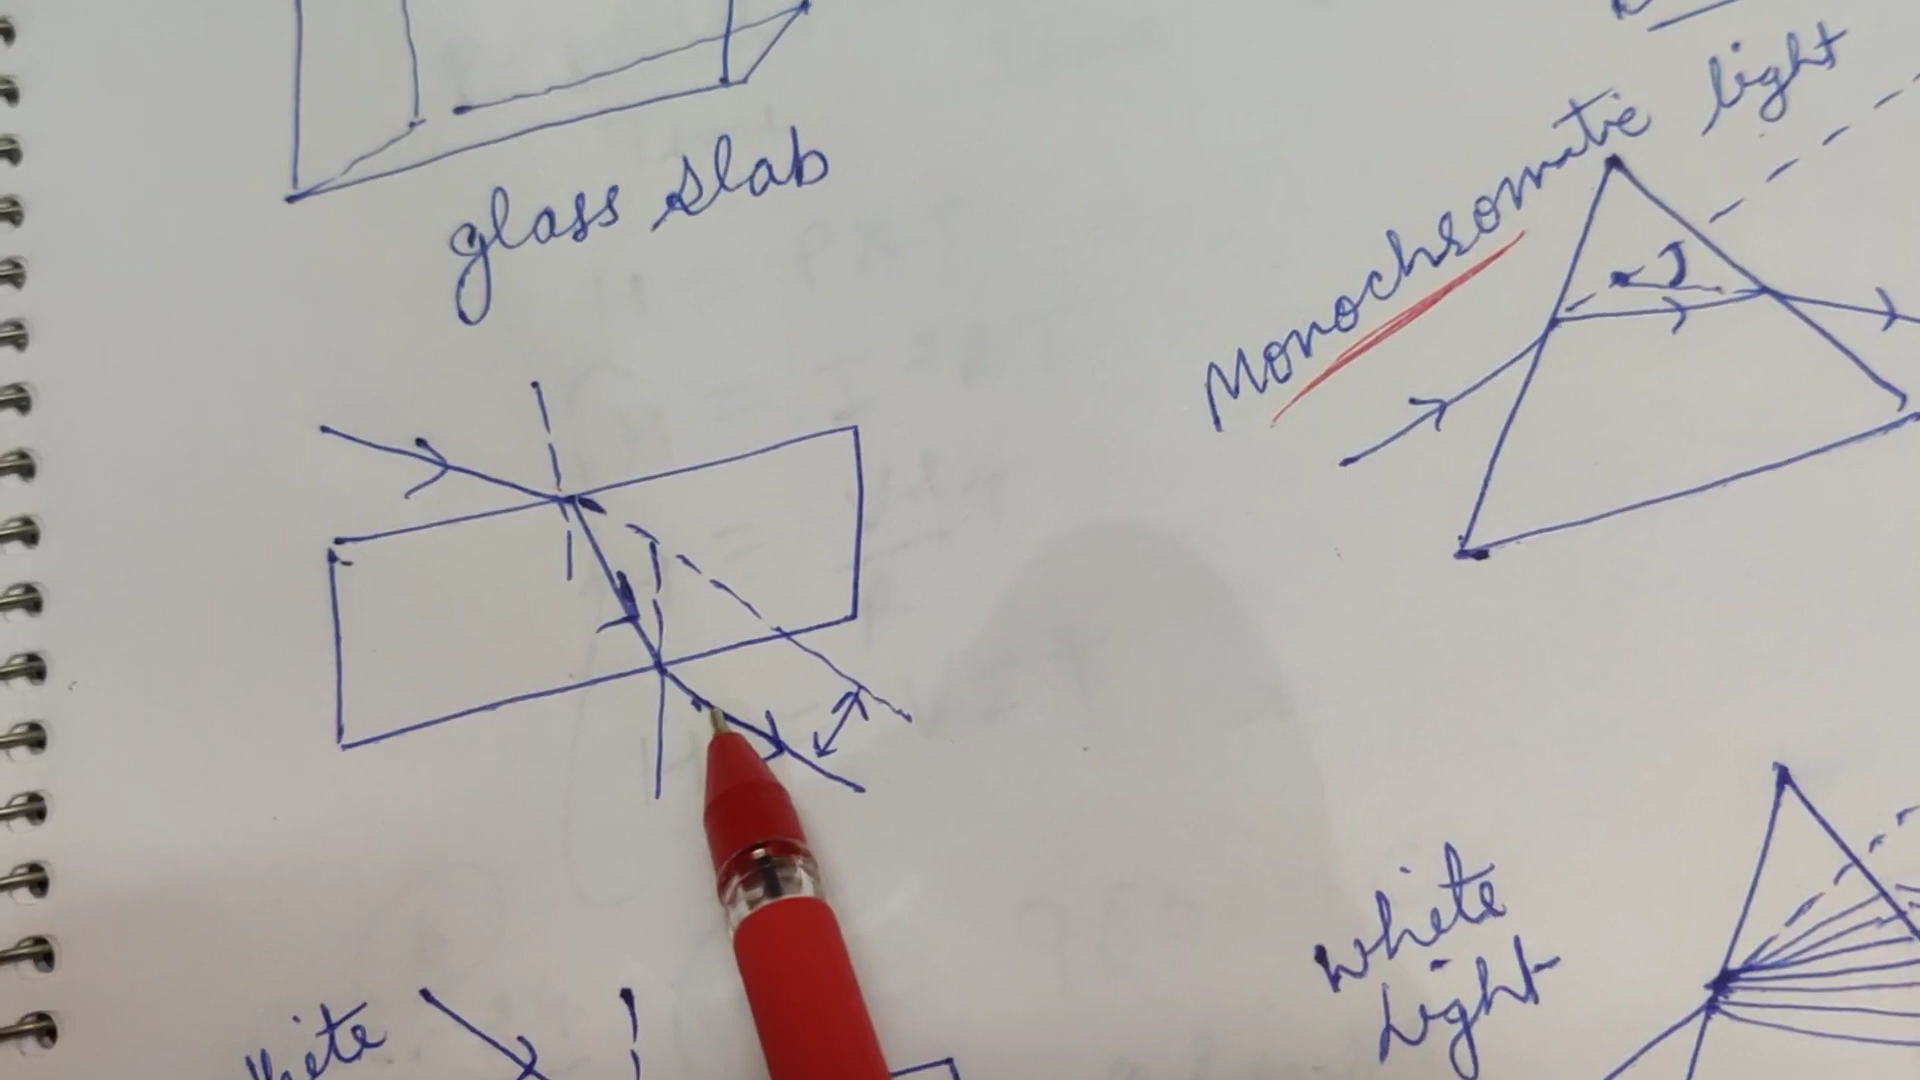 glass slab
Monochromatic light
White
Light